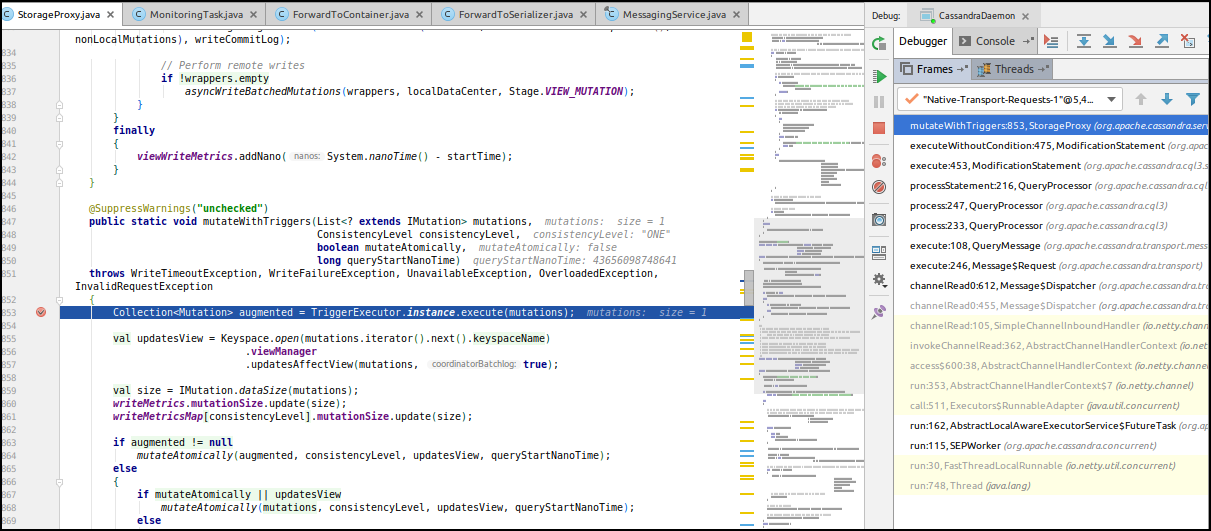 StorageProxy.java
MonitoringTask.java
ForwardToContainer.java
ForwardToSerializer.java
MessagingService.java
nonLocalMutations), writeCommitLog);
834
835 // Perform remote writes
836 if !wrappers.empty
837 asyncWriteBatchedMutations(wrappers, localDataCenter, Stage.VIEW_MUTATION);
838 }
839 }
840 finally
841 {
842 viewWriteMetrics.addNano( nanos: System.nanoTime() - startTime);
843 }
844 }
845
846 @SuppressWarnings("unchecked")
847 public static void mutateWithTriggers(List<? extends IMutation> mutations, mutations: size = 1
848 ConsistencyLevel consistencyLevel, consistencyLevel: "ONE"
849 boolean mutateAtomically, mutateAtomically: false
850 long queryStartNanoTime) queryStartNanoTime: 43656098748641
851 throws WriteTimeoutException, WriteFailureException, UnavailableException, OverloadedException,
InvalidRequestException
852 {
853 Collection<Mutation> augmented = TriggerExecutor.instance.execute(mutations); mutations: size = 1
854
855 val updatesView = Keyspace.open(mutations.iterator().next().keyspaceName)
856 .viewManager
857 .updatesAffectView(mutations, coordinatorBatchlog: true);
858
859 val size = IMutation.dataSize(mutations);
860 writeMetrics.mutationSize.update(size);
861 writeMetricsMap[consistencyLevel].mutationSize.update(size);
862
863 if augmented != null
864 mutateAtomically(augmented, consistencyLevel, updatesView, queryStartNanoTime);
865 else
866 {
867 if mutateAtomically || updatesView
868 mutateAtomically(mutations, consistencyLevel, updatesView, queryStartNanoTime);
869 else
Debug: CassandraDaemon
Debugger Console
Frames Threads
"Native-Transport-Requests-1"@5,4...
mutateWithTriggers:853, StorageProxy (org.apache.cassandra.serv
executeWithoutCondition:475, ModificationStatement (org.apac
execute:453, ModificationStatement (org.apache.cassandra.cql3.s
processStatement:216, QueryProcessor (org.apache.cassandra.cql
process:247, QueryProcessor (org.apache.cassandra.cql3)
process:233, QueryProcessor (org.apache.cassandra.cql3)
execute:108, QueryMessage (org.apache.cassandra.transport.mess
execute:246, Message$Request (org.apache.cassandra.transport)
channelRead0:612, Message$Dispatcher (org.apache.cassandra.tra
channelRead0:455, Message$Dispatcher (org.apache.cassandra.tra
channelRead:105, SimpleChannelInboundHandler (io.netty.chann
invokeChannelRead:362, AbstractChannelHandlerContext (io.nett
access$600:38, AbstractChannelHandlerContext (io.netty.channe
run:353, AbstractChannelHandlerContext$7 (io.netty.channel)
call:511, Executors$RunnableAdapter (java.util.concurrent)
run:162, AbstractLocalAwareExecutorService$FutureTask (org.apa
run:115, SEPWorker (org.apache.cassandra.concurrent)
run:30, FastThreadLocalRunnable (io.netty.util.concurrent)
run:748, Thread (java.lang)